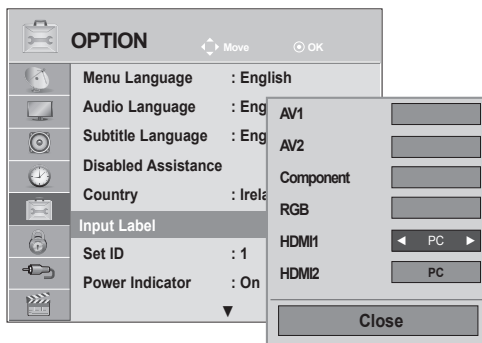 OPTION Move OK
Menu Language : English
Audio Language : Eng
Subtitle Language : Eng
Disabled Assistance
Country : Irela
Input Label
Set ID : 1
Power Indicator : On
▼
AV1
AV2
Component
RGB
HDMI1 ◄ PC ►
HDMI2 PC
Close